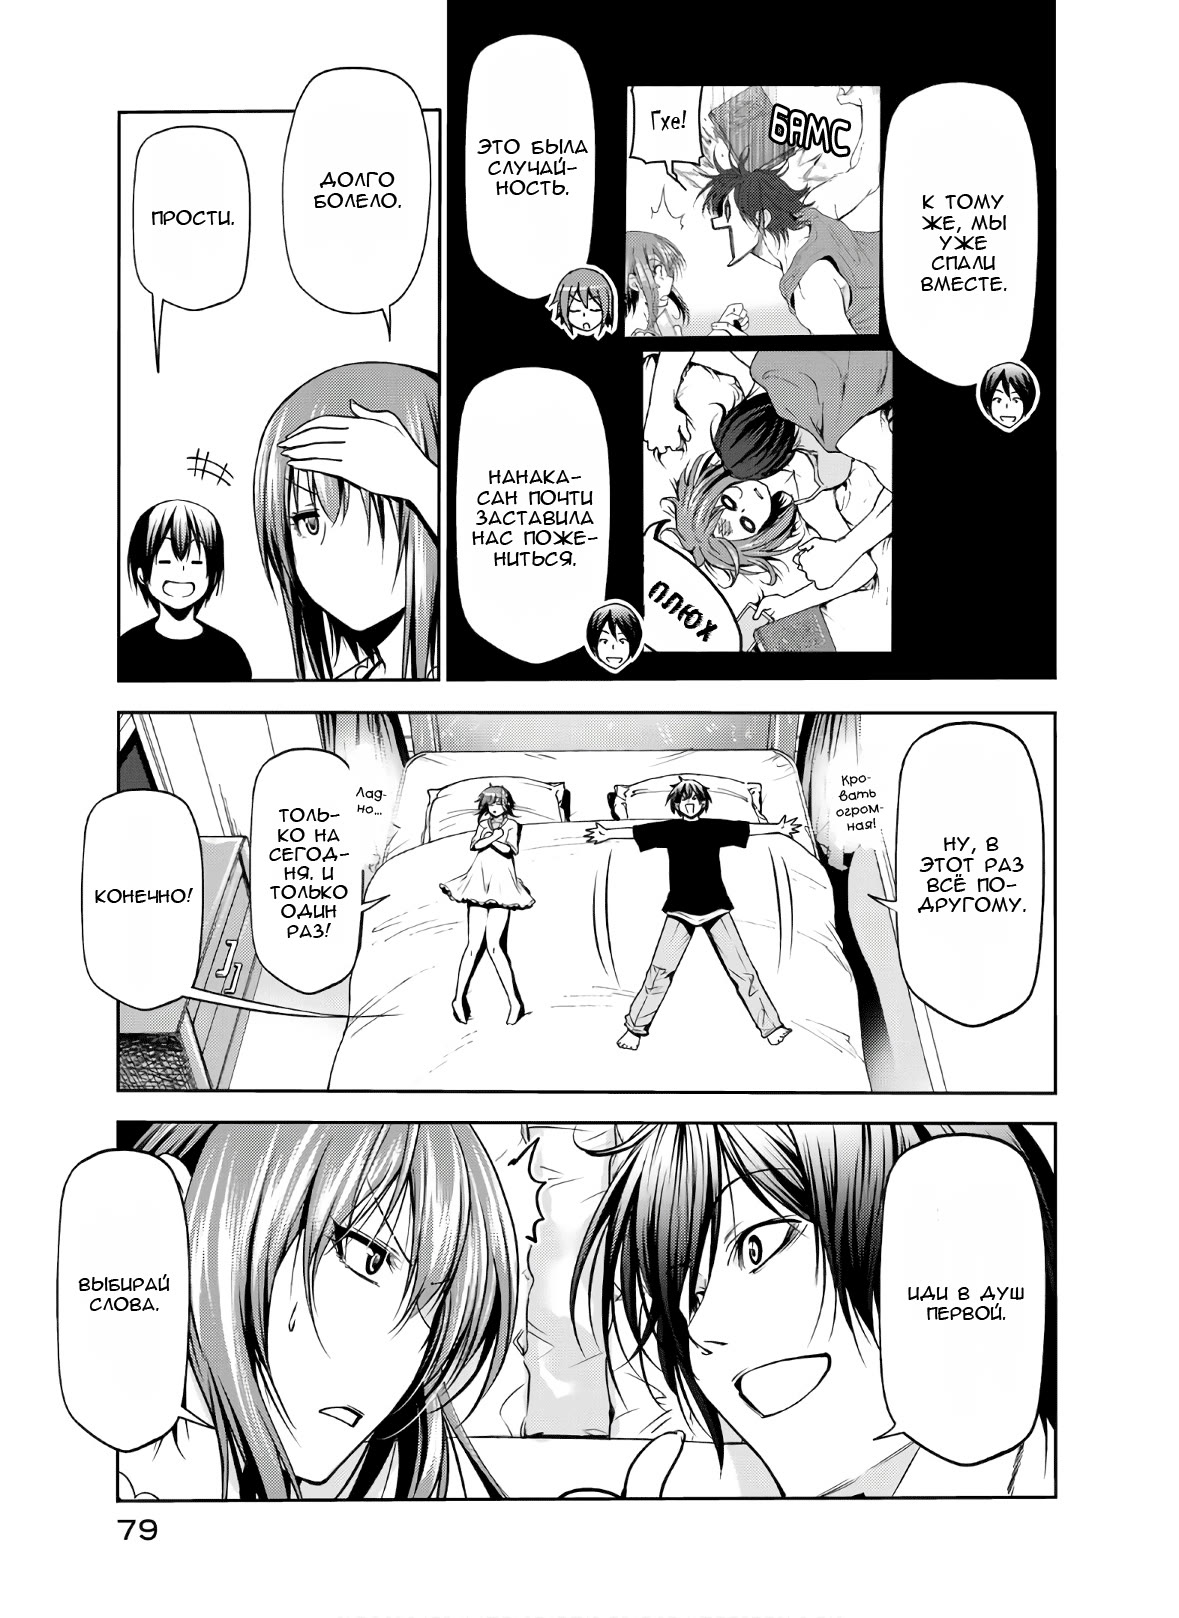 К ТОМУ
ЖЕ, МЫ
УЖЕ
СПАЛИ
ВМЕСТЕ.
БАМС
Гхе!
ЭТО БЫЛА
СЛУЧАЙ-
НОСТЬ.
ПЛЮХ
НАНАКА-
САН ПОЧТИ
ЗАСТАВИЛА
НАС ПОЖЕ-
НИТЬСЯ.
ДОЛГО
БОЛЕЛО.
ПРОСТИ.
НУ, В
ЭТОТ РАЗ
ВСЁ ПО-
ДРУГОМУ.
Кро-
вать
огром-
ная!
Лад-
но...
ТОЛЬ-
КО НА
СЕГОД-
НЯ. И
ТОЛЬКО
ОДИН
РАЗ!
КОНЕЧНО!
ИДИ В ДУШ
ПЕРВОЙ.
ВЫБИРАЙ
СЛОВА.
79